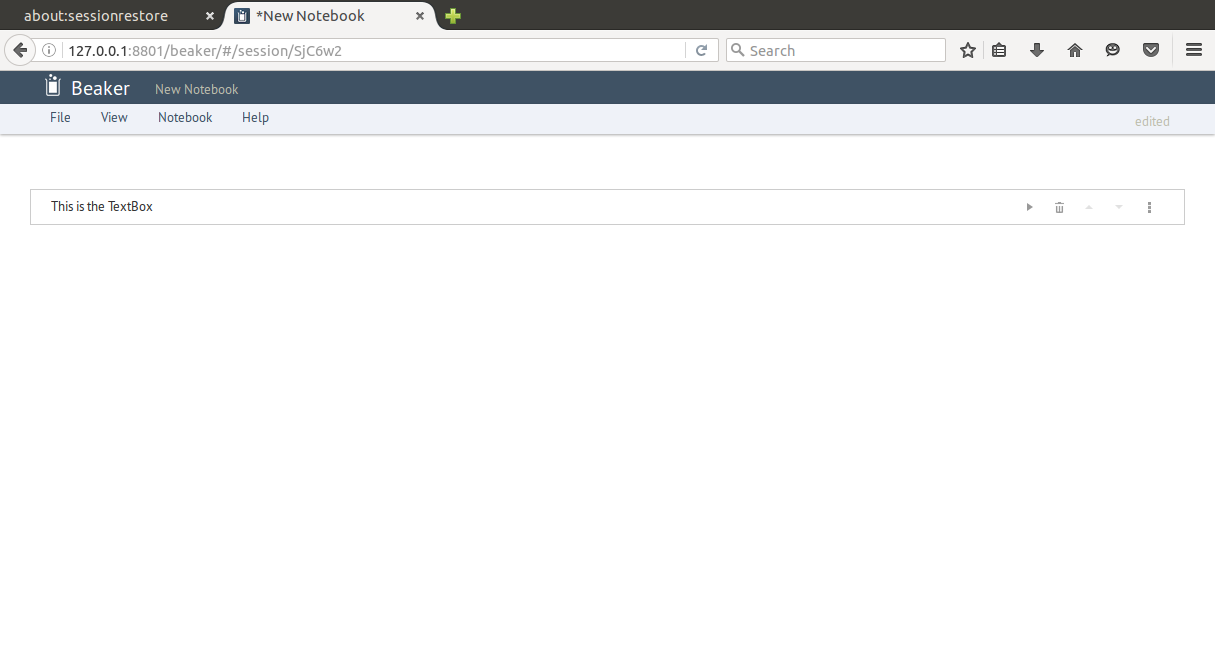 about:sessionrestore
*New Notebook
127.0.0.1:8801/beaker/#/session/SjC6w2
Search
Beaker
New Notebook
File View Notebook Help
edited
This is the TextBox